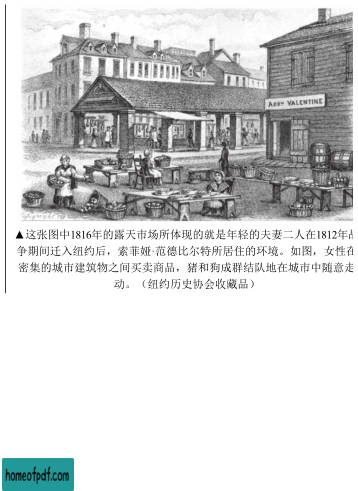 ABRM VALENTINE
▲这张图中1816年的露天市场所体现的就是年轻的夫妻二人在1812年战
争期间迁入纽约后，索菲娅·范德比尔特所居住的环境。如图，女性在
密集的城市建筑物之间买卖商品，猪和狗成群结队地在城市中随意走
动。（纽约历史协会收藏品）
homeofpdf.com